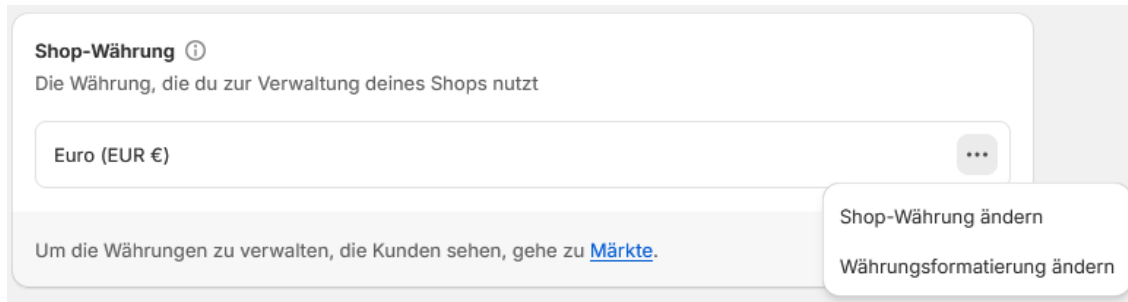 Shop-Währung
Die Währung, die du zur Verwaltung deines Shops nutzt
Euro (EUR €)
Shop-Währung ändern
Um die Währungen zu verwalten, die Kunden sehen, gehe zu Märkte.
Währungsformatierung ändern